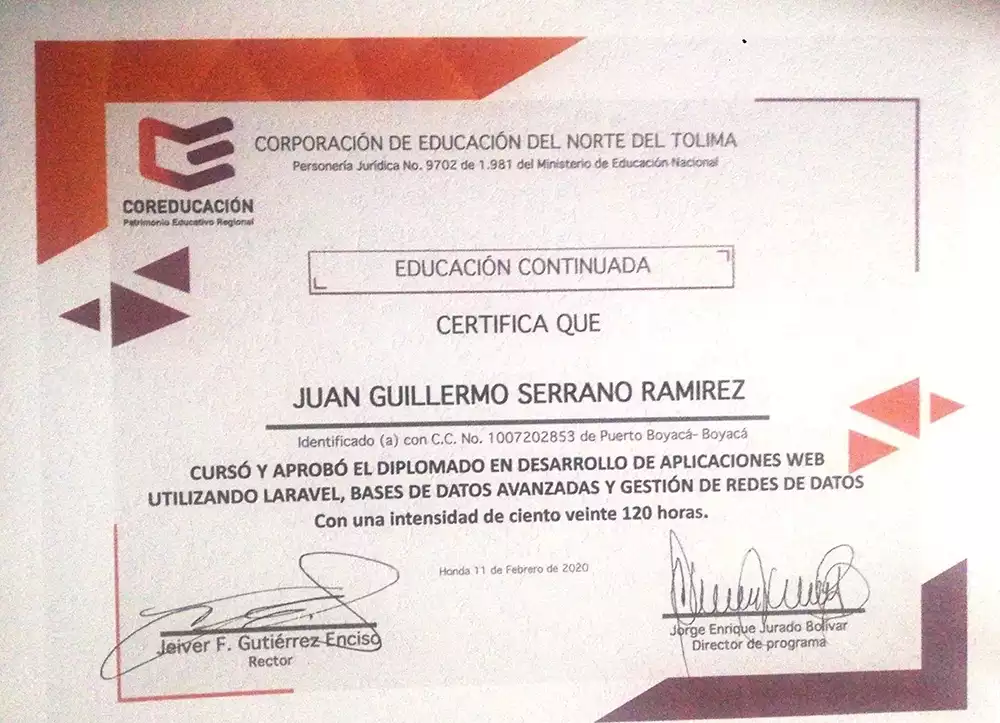 CORPORACIÓN DE EDUCACIÓN DEL NORTE DEL TOLIMA
Personería Jurídica No. 9702 de 1.981 del Ministerio de Educación Nacional
COREDUCACIÓN
Patrimonio Educativo Regional
EDUCACIÓN CONTINUADA
CERTIFICA QUE
JUAN GUILLERMO SERRANO RAMIREZ
Identificado (a) con C.C. No. 1007202853 de Puerto Boyacá- Boyacá
CURSÓ Y APROBÓ EL DIPLOMADO EN DESARROLLO DE APLICACIONES WEB
UTILIZANDO LARAVEL, BASES DE DATOS AVANZADAS Y GESTIÓN DE REDES DE DATOS
Con una intensidad de ciento veinte 120 horas.
Honda 11 de Febrero de 2020
Jeiver F. Gutiérrez Enciso
Rector
Jorge Enrique Jurado Bolívar
Director de programa